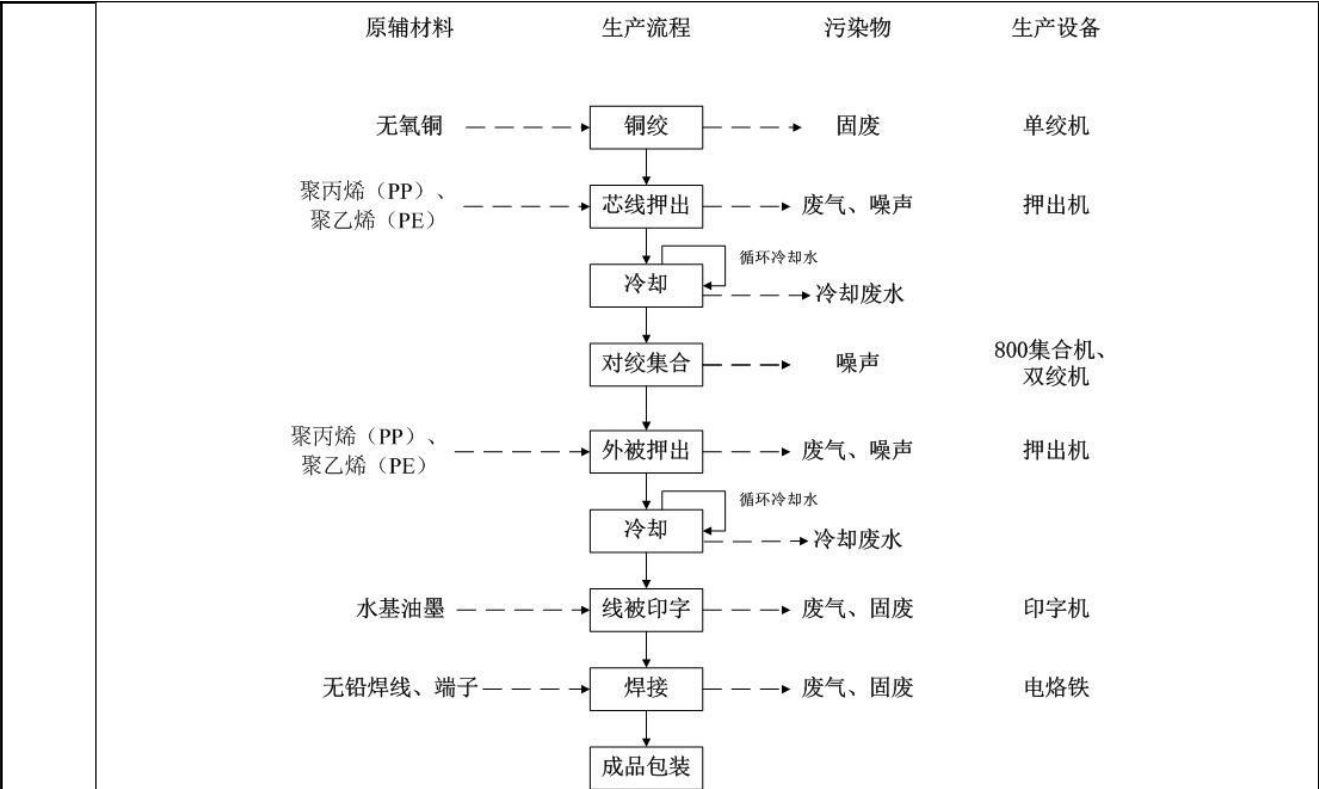 原辅材料 生产流程 污染物 生产设备
无氧铜 铜绞 固废 单绞机
聚丙烯（PP）、
聚乙烯（PE）
芯线押出 废气、噪声 押出机
循环冷却水
冷却
冷却废水
对绞集合 噪声
800集合机、
双绞机
聚丙烯（PP）、
聚乙烯（PE）
外被押出 废气、噪声 押出机
循环冷却水
冷却
冷却废水
水基油墨 线被印字 废气、固废 印字机
无铅焊线、端子 焊接 废气、固废 电烙铁
成品包装